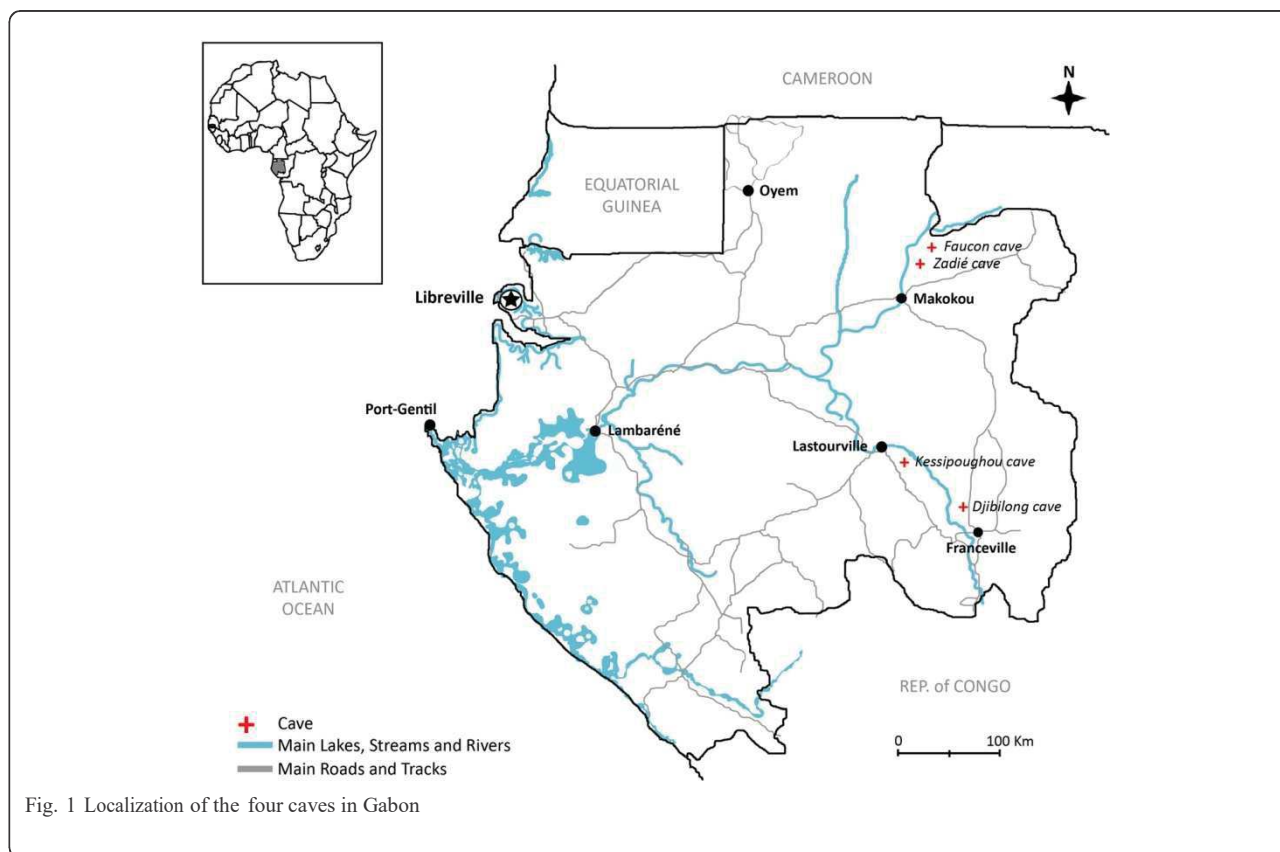 CAMEROON
N
EQUATORIAL
GUINEA
Oyem
Faucon cave
Zadié cave
Libreville
Makokou
Port-Gentil
Lambaréné
Lastourville
Kessipoughou cave
Djibilong cave
Franceville
ATLANTIC
OCEAN
REP. of CONGO
Cave
Main Lakes, Streams and Rivers
Main Roads and Tracks
0 100 Km
Fig. 1 Localization of the four caves in Gabon